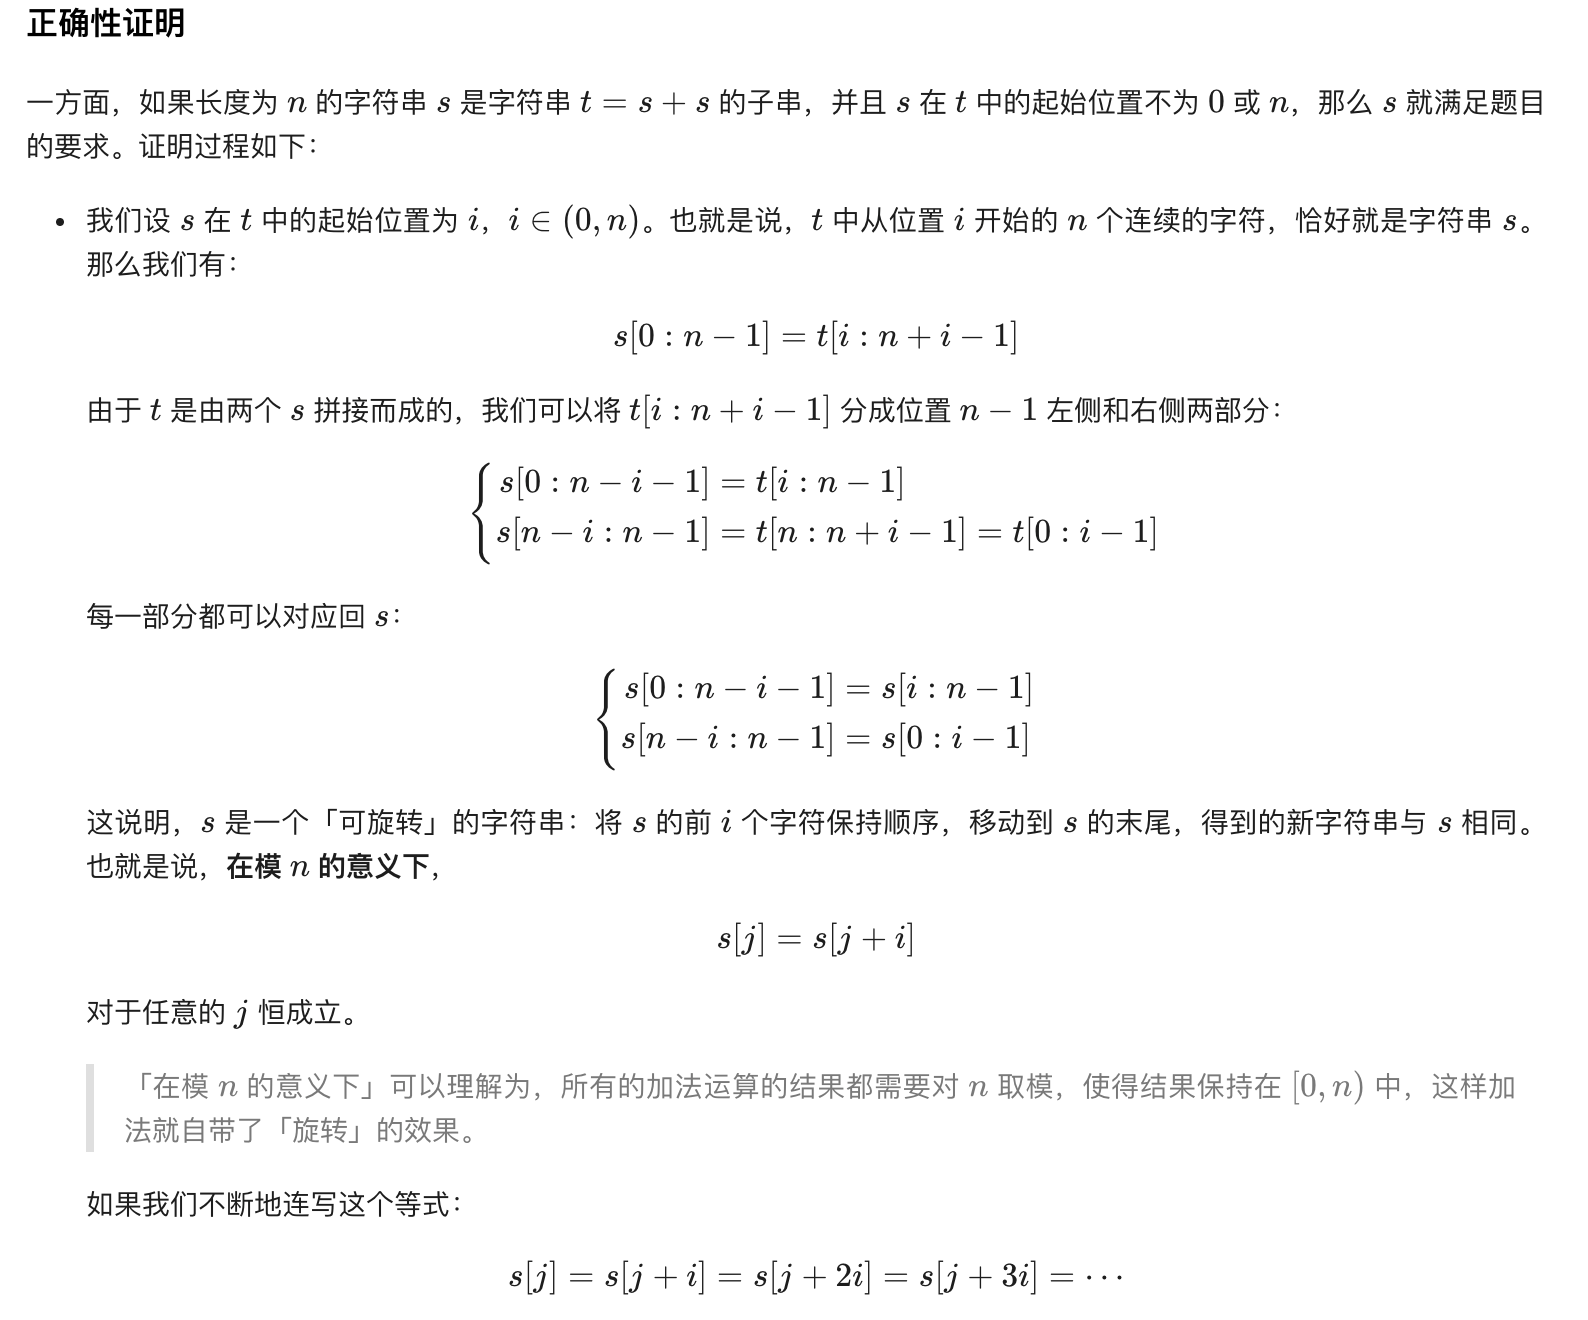 正确性证明
一方面，如果长度为 n 的字符串 s 是字符串 t = s + s 的子串，并且 s 在 t 中的起始位置不为 0 或 n，那么 s 就满足题目
的要求。证明过程如下：
• 我们设 s 在 t 中的起始位置为 i，i ∈ (0, n)。也就是说，t 中从位置 i 开始的 n 个连续的字符，恰好就是字符串 s。
那么我们有：
s[0 : n − 1] = t[i : n + i − 1]
由于 t 是由两个 s 拼接而成的，我们可以将 t[i : n + i − 1] 分成位置 n − 1 左侧和右侧两部分：
{ s[0 : n − i − 1] = t[i : n − 1]
s[n − i : n − 1] = t[n : n + i − 1] = t[0 : i − 1]
每一部分都可以对应回 s：
{ s[0 : n − i − 1] = s[i : n − 1]
s[n − i : n − 1] = s[0 : i − 1]
这说明，s 是一个「可旋转」的字符串：将 s 的前 i 个字符保持顺序，移动到 s 的末尾，得到的新字符串与 s 相同。
也就是说，在模 n 的意义下，
s[j] = s[j + i]
对于任意的 j 恒成立。
「在模 n 的意义下」可以理解为，所有的加法运算的结果都需要对 n 取模，使得结果保持在 [0, n) 中，这样加
法就自带了「旋转」的效果。
如果我们不断地连写这个等式：
s[j] = s[j + i] = s[j + 2i] = s[j + 3i] = ⋯